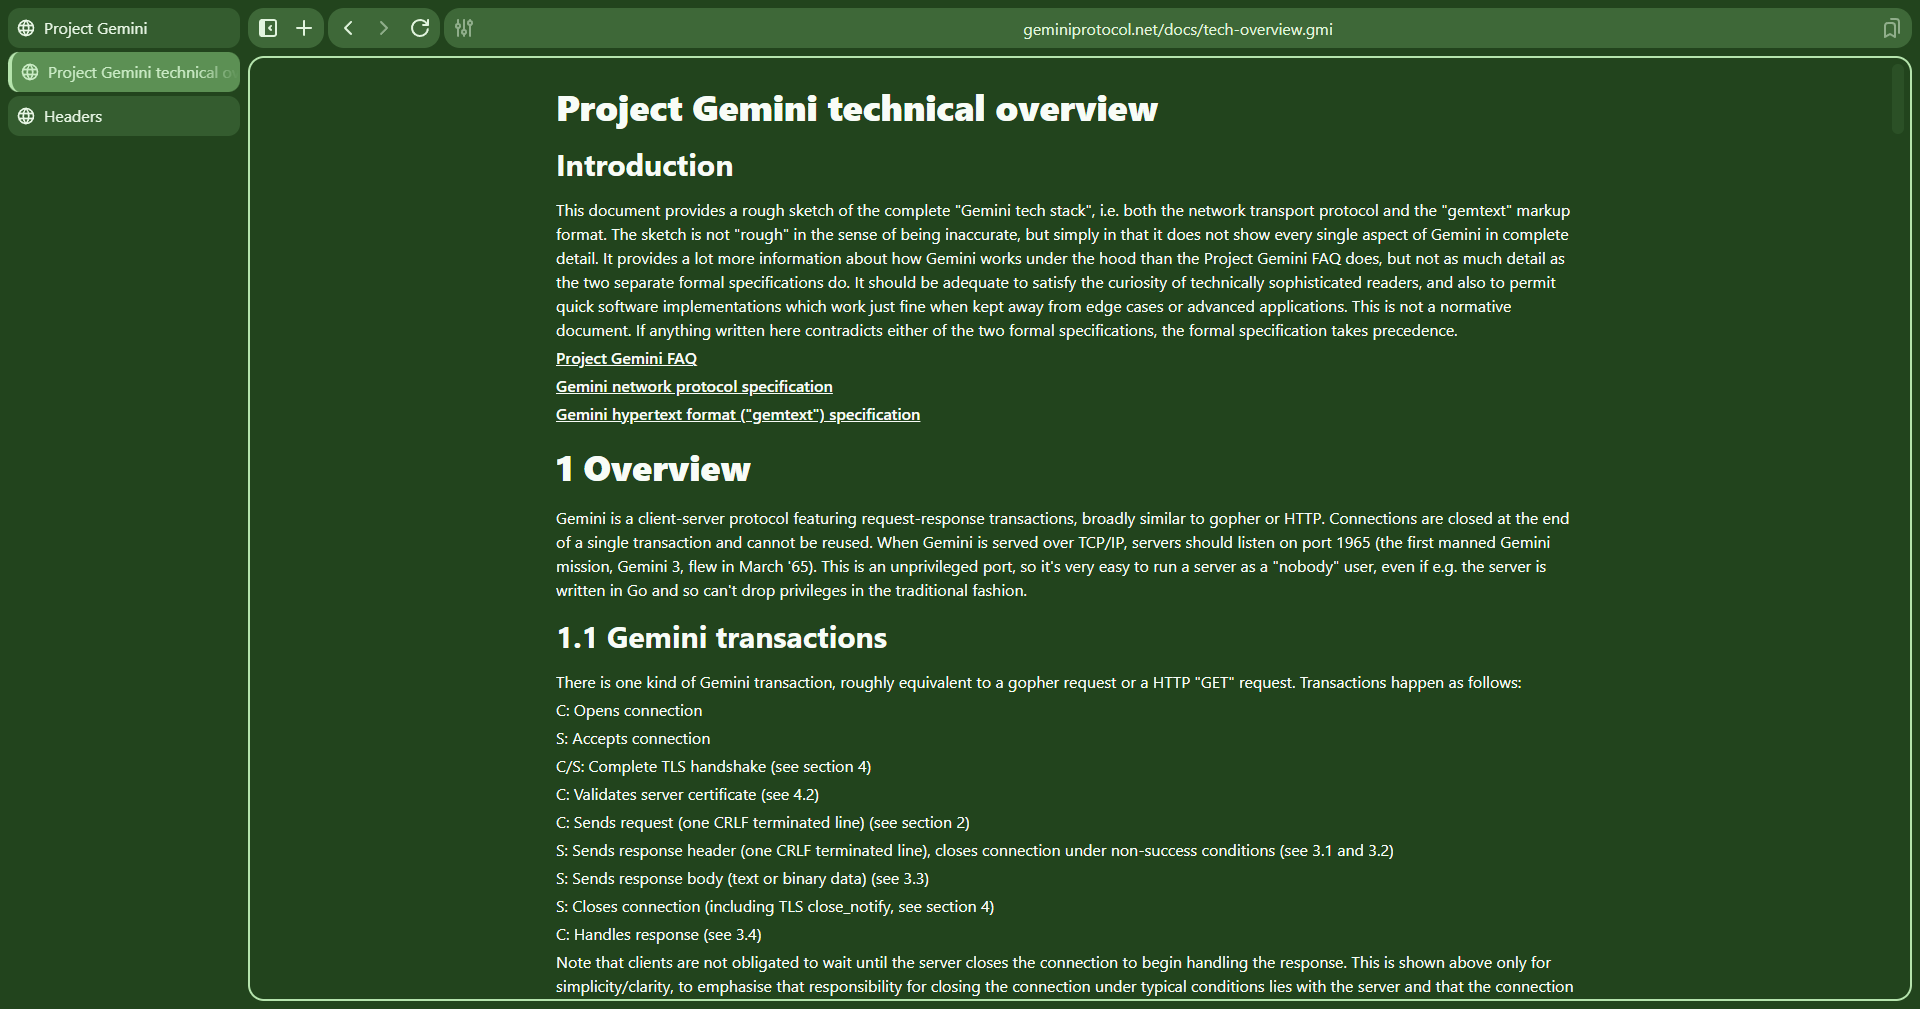 Project Gemini
geminiprotocol.net/docs/tech-overview.gmi
Project Gemini technical
Headers
Project Gemini technical overview
Introduction
This document provides a rough sketch of the complete "Gemini tech stack", i.e. both the network transport protocol and the "gemtext" markup
format. The sketch is not "rough" in the sense of being inaccurate, but simply in that it does not show every single aspect of Gemini in complete
detail. It provides a lot more information about how Gemini works under the hood than the Project Gemini FAQ does, but not as much detail as
the two separate formal specifications do. It should be adequate to satisfy the curiosity of technically sophisticated readers, and also to permit
quick software implementations which work just fine when kept away from edge cases or advanced applications. This is not a normative
document. If anything written here contradicts either of the two formal specifications, the formal specification takes precedence.
Project Gemini FAQ
Gemini network protocol specification
Gemini hypertext format ("gemtext") specification
1 Overview
Gemini is a client-server protocol featuring request-response transactions, broadly similar to gopher or HTTP. Connections are closed at the end
of a single transaction and cannot be reused. When Gemini is served over TCP/IP, servers should listen on port 1965 (the first manned Gemini
mission, Gemini 3, flew in March '65). This is an unprivileged port, so it's very easy to run a server as a "nobody" user, even if e.g. the server is
written in Go and so can't drop privileges in the traditional fashion.
1.1 Gemini transactions
There is one kind of Gemini transaction, roughly equivalent to a gopher request or a HTTP "GET" request. Transactions happen as follows:
C: Opens connection
S: Accepts connection
C/S: Complete TLS handshake (see section 4)
C: Validates server certificate (see 4.2)
C: Sends request (one CRLF terminated line) (see section 2)
S: Sends response header (one CRLF terminated line), closes connection under non-success conditions (see 3.1 and 3.2)
S: Sends response body (text or binary data) (see 3.3)
S: Closes connection (including TLS close_notify, see section 4)
C: Handles response (see 3.4)
Note that clients are not obligated to wait until the server closes the connection to begin handling the response. This is shown above only for
simplicity/clarity, to emphasise that responsibility for closing the connection under typical conditions lies with the server and that the connection